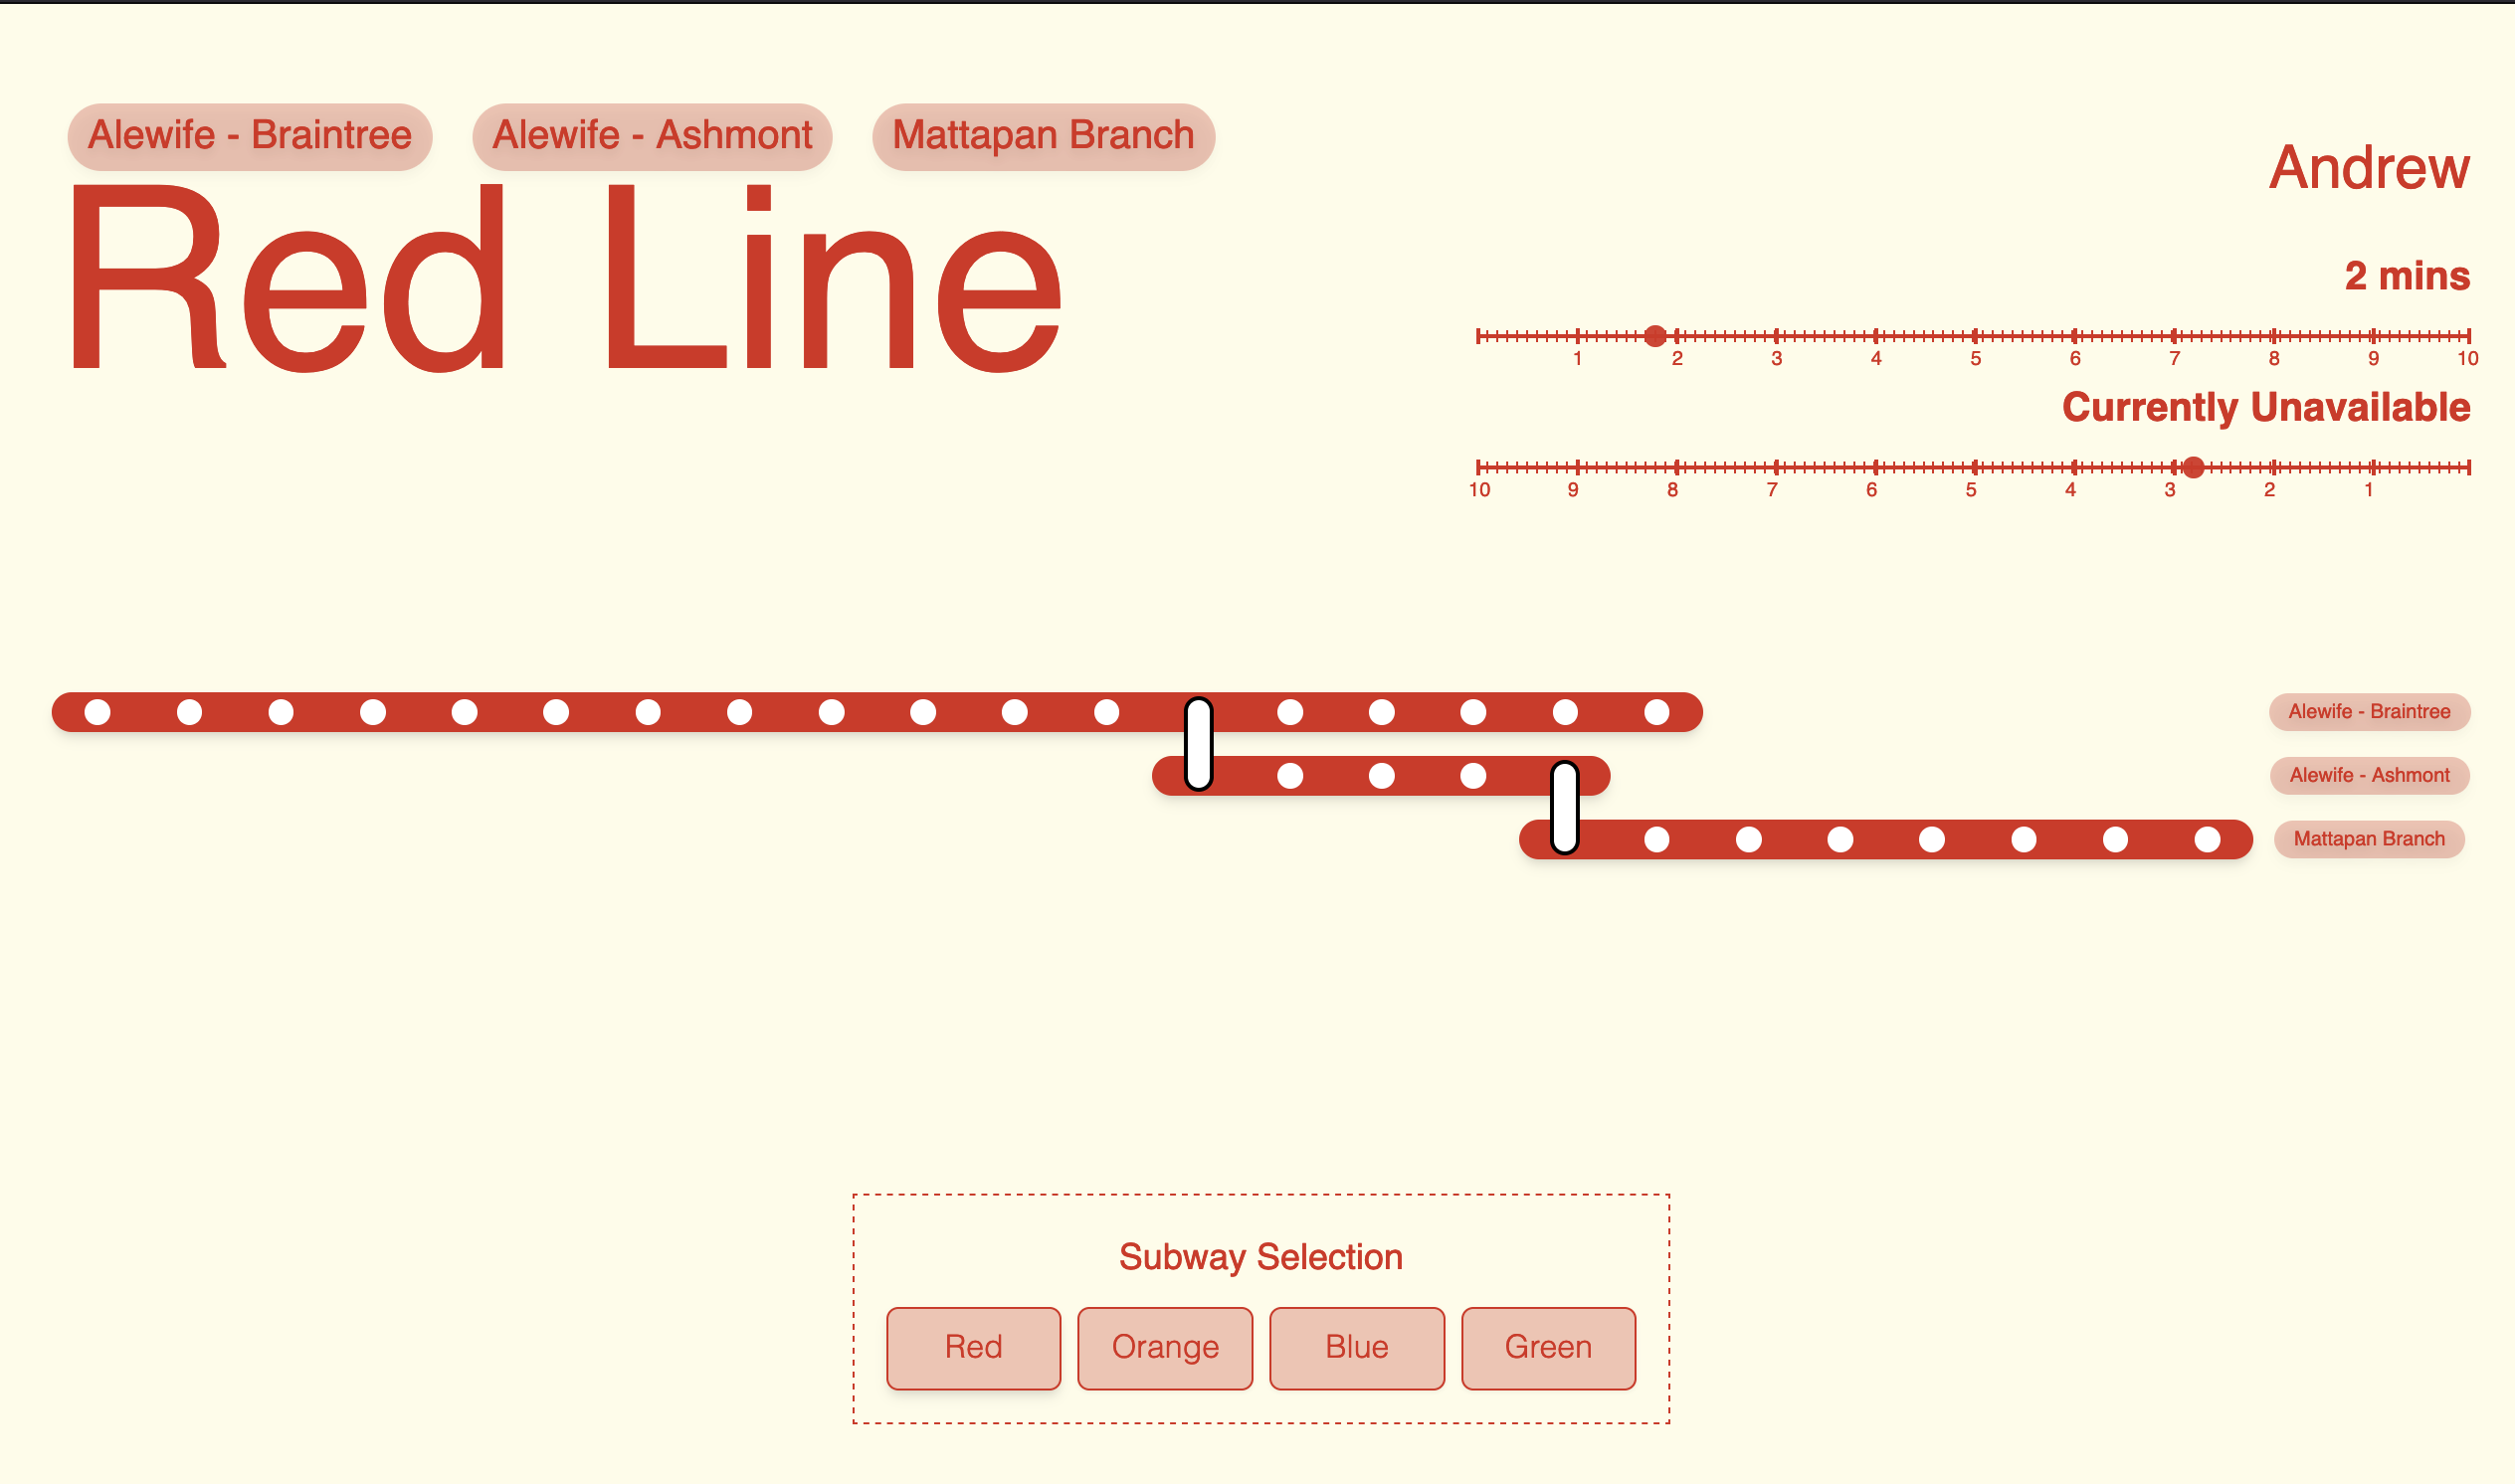 Alewife - Braintree Alewife - Ashmont Mattapan Branch
Red Line
Andrew
2 mins
1 2 3 4 5 6 7 8 9 10
Currently Unavailable
10 9 8 7 6 5 4 3 2 1
Alewife - Braintree
Alewife - Ashmont
Mattapan Branch
Subway Selection
Red Orange Blue Green